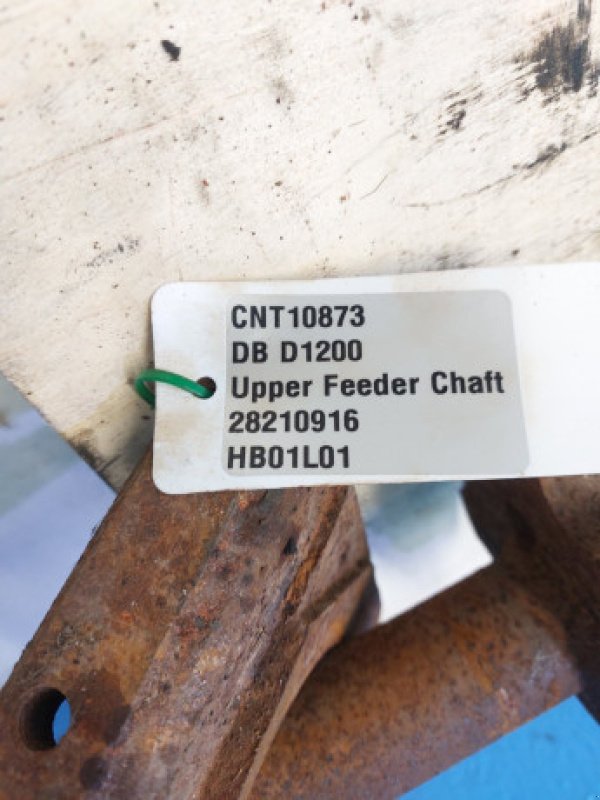 CNT10873
DB D1200
Upper Feeder Chaft
28210916
HB01L01